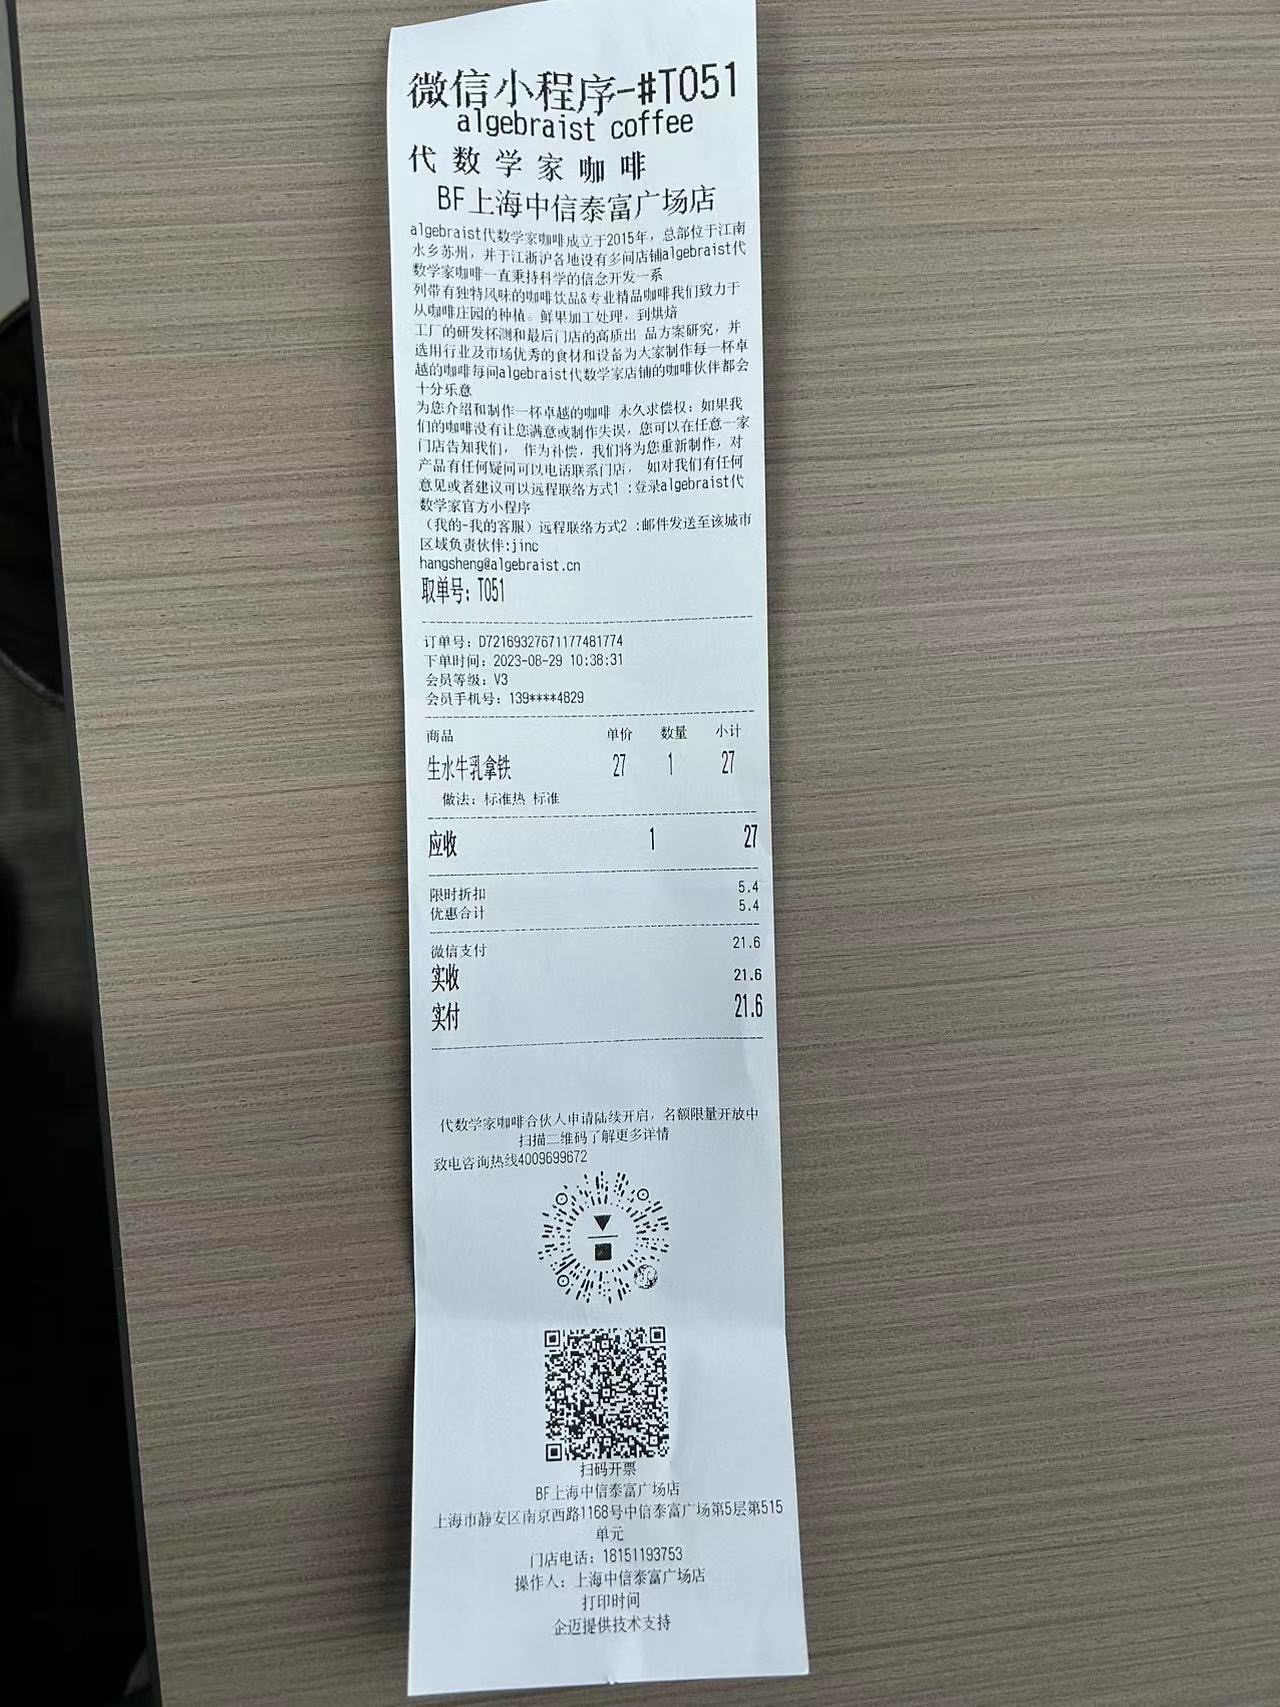 微信小程序-#T051
algebraist coffee
代数学家咖啡
BF上海中信泰富广场店
algebraist代数学家咖啡成立于2015年，总部位于江南
水乡苏州，并于江浙沪各地设有多间店铺algebraist代
数学家咖啡一直秉持科学的信念开发一系
列带有独特风味的咖啡饮品&专业精品咖啡我们致力于
从咖啡庄园的种植。鲜果加工处理，到烘焙
工厂的研发杯测和最后门店的高质出 品方案研究，并
选用行业及市场优秀的食材和设备为大家制作每一杯卓
越的咖啡每间algebraist代数学家店铺的咖啡伙伴都会
十分乐意
为您介绍和制作一杯卓越的咖啡 永久求偿权：如果我
们的咖啡没有让您满意或制作失误，您可以在任意一家
门店告知我们， 作为补偿，我们将为您重新制作，对
产品有任何疑问可以电话联系门店， 如对我们有任何
意见或者建议可以远程联络方式1 :登录algebraist代
数学家官方小程序
（我的-我的客服）远程联络方式2 :邮件发送至该城市
区域负责伙伴:jinc
hangsheng@algebraist.cn
取单号：T051
订单号：D72169327671177481774
下单时间：2023-08-29 10:38:31
会员等级：V3
会员手机号：139****4829
商品 单价 数量 小计
生水牛乳拿铁 27 1 27
做法：标准热 标准
应收 1 27
限时折扣 5.4
优惠合计 5.4
微信支付 21.6
实收 21.6
实付 21.6
代数学家咖啡合伙人申请陆续开启，名额限量开放中
扫描二维码了解更多详情
致电咨询热线4009699672
扫码开票
BF上海中信泰富广场店
上海市静安区南京西路1168号中信泰富广场第5层第515
单元
门店电话：18151193753
操作人：上海中信泰富广场店
打印时间
企迈提供技术支持